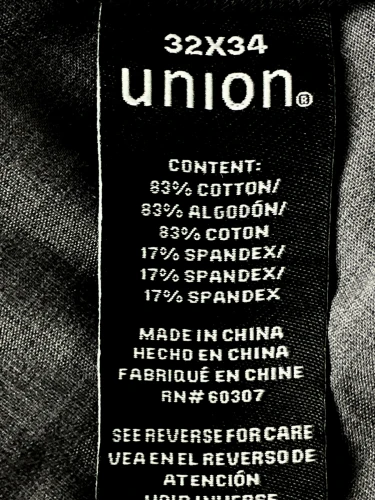 32X34
union®
CONTENT:
83% COTTON/
83% ALGODÓN/
83% COTON
17% SPANDEX/
17% SPANDEX/
17% SPANDEX
MADE IN CHINA
HECHO EN CHINA
FABRIQUÉ EN CHINE
RN# 60307
SEE REVERSE FOR CARE
VEA EN EL REVERSO DE
ATENCIÓN